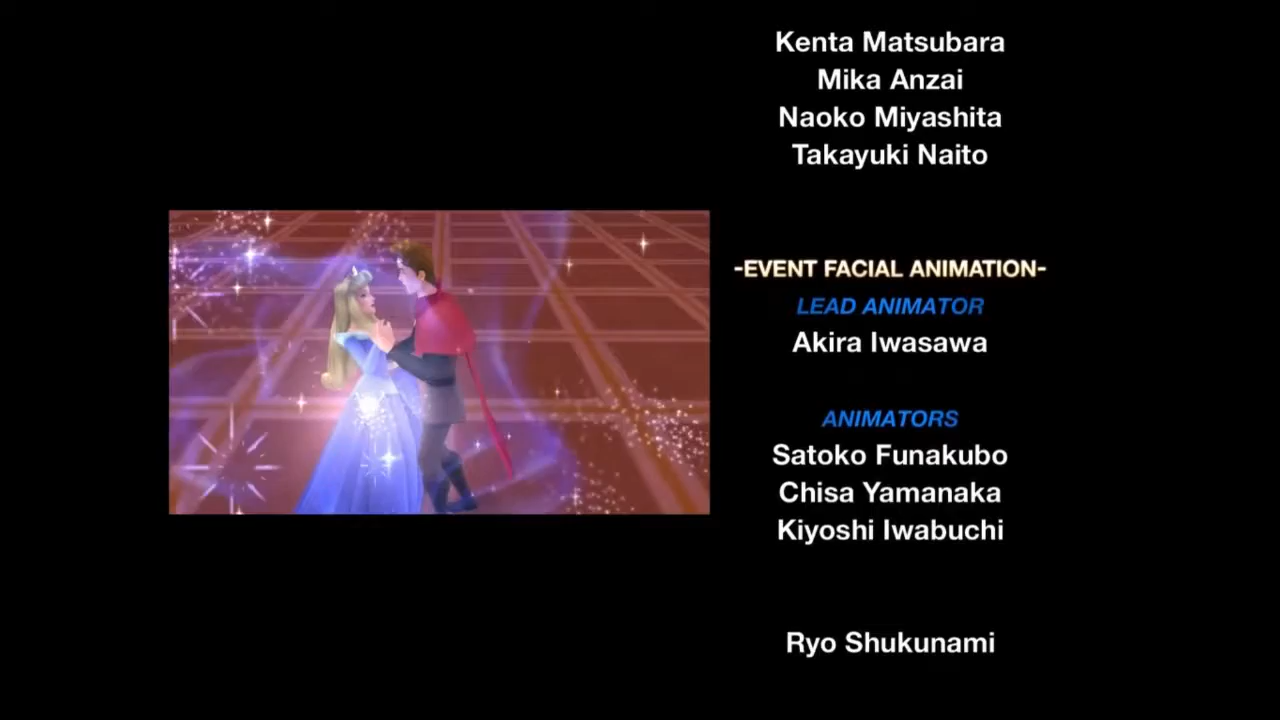 Kenta Matsubara
Mika Anzai
Naoko Miyashita
Takayuki Naito
-EVENT FACIAL ANIMATION-
LEAD ANIMATOR
Akira Iwasawa
ANIMATORS
Satoko Funakubo
Chisa Yamanaka
Kiyoshi Iwabuchi
Ryo Shukunami